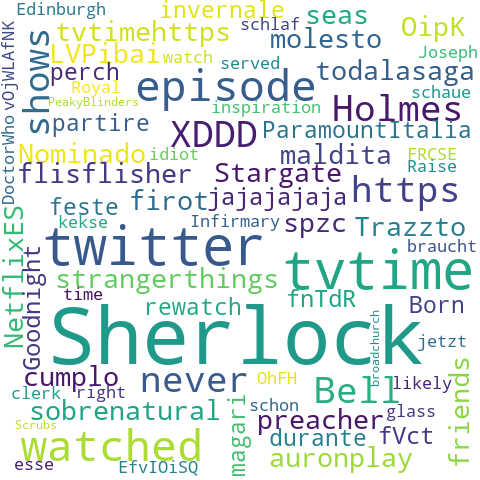 Edinburgh
invernale
schlaf
seas
OipK
tvtimehttps
molesto
LVPibai
watch
served
Joseph
perch
Royal
todalasaga
schaue
shows
episode
PeakyBlinders
inspiration
vOjWLAfNK
partire
XDDD
Holmes
ParamountItalia
DoctorWho
Nominado
idiot
maldita
FRCSE
Raise
flisflisher
Stargate
https
feste
firot
jajajajaja
kekse
Infirmary
spzc
Trazzto
NetflixES
Goodnight
twitter
braucht
strangerthings
tvtime
time
rewatch
fnTdR
Born
Sherlock
broadchurch
jetzt
cumplo
never
OhFH
Bell
likely
friends
clerk
right
magari
schon
preacher
glass
sobrenatural
Scrubs
watched
durante
fVct
esse
EfvIOiSQ
auronplay